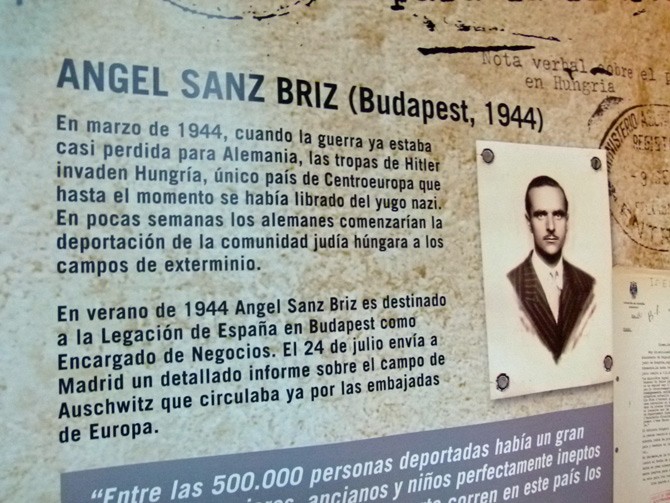 Nota verbal sobre el
en Hungria
ANGEL SANZ BRIZ (Budapest, 1944)
En marzo de 1944, cuando la guerra ya estaba
casi perdida para Alemania, las tropas de Hitler
invaden Hungría, único país de Centroeuropa que
hasta el momento se había librado del yugo nazi.
En pocas semanas los alemanes comenzarían la
deportación de la comunidad judía húngara a los
campos de exterminio.
En verano de 1944 Angel Sanz Briz es destinado
a la Legación de España en Budapest como
Encargado de Negocios. El 24 de julio envía a
Madrid un detallado informe sobre el campo de
Auschwitz que circulaba ya por las embajadas
de Europa.
“Entre las 500.000 personas deportadas había un gran
ancianos y niños perfectamente ineptos
corren en este país los